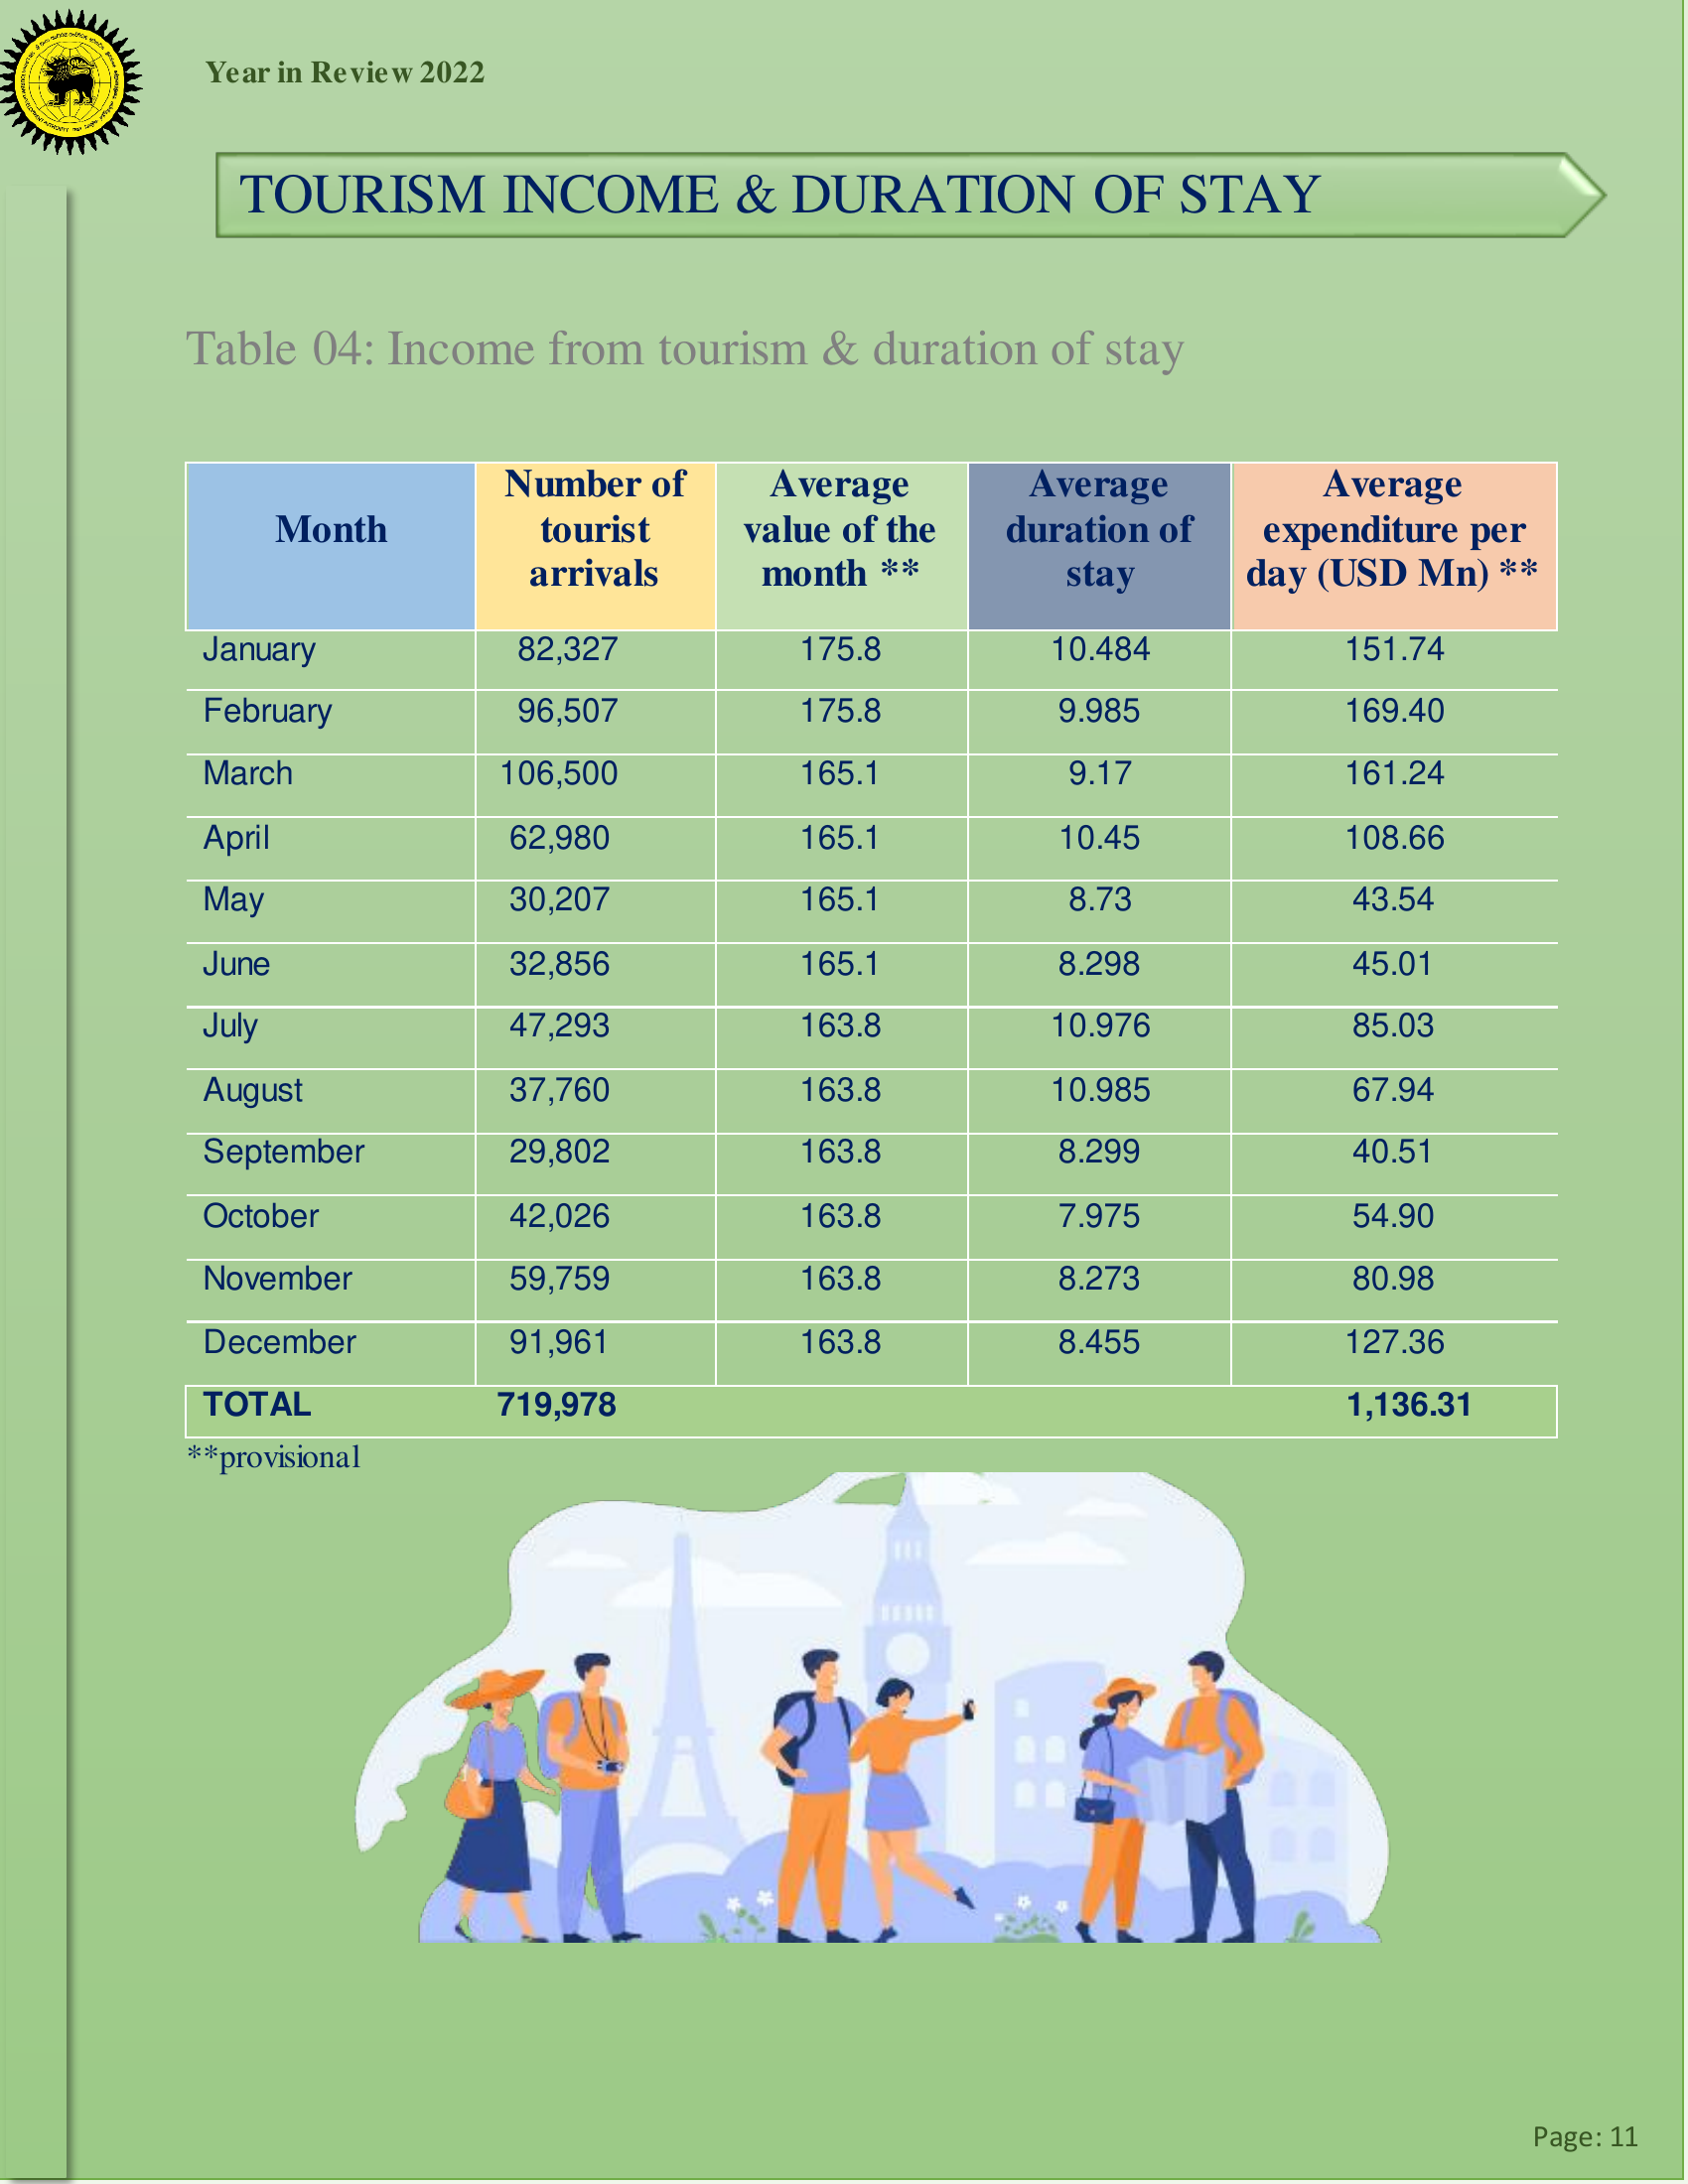 Year in Review 2022
TOURISM INCOME & DURATION OF STAY
Table 04: Income from tourism & duration of stay
Month Number of tourist arrivals Average value of the month ** Average duration of stay Average expenditure per day (USD Mn) **
January 82,327 175.8 10.484 151.74
February 96,507 175.8 9.985 169.40
March 106,500 165.1 9.17 161.24
April 62,980 165.1 10.45 108.66
May 30,207 165.1 8.73 43.54
June 32,856 165.1 8.298 45.01
July 47,293 163.8 10.976 85.03
August 37,760 163.8 10.985 67.94
September 29,802 163.8 8.299 40.51
October 42,026 163.8 7.975 54.90
November 59,759 163.8 8.273 80.98
December 91,961 163.8 8.455 127.36
TOTAL 719,978 1,136.31
**provisional
Page: 11